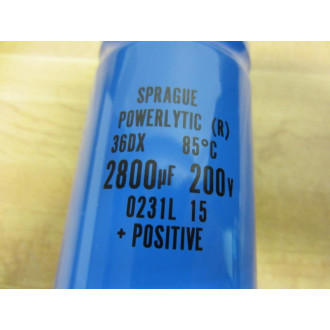 SPRAGUE
POWERLYTIC (R)
36DX 85°C
2800µF 200V
0231L 15
+ POSITIVE